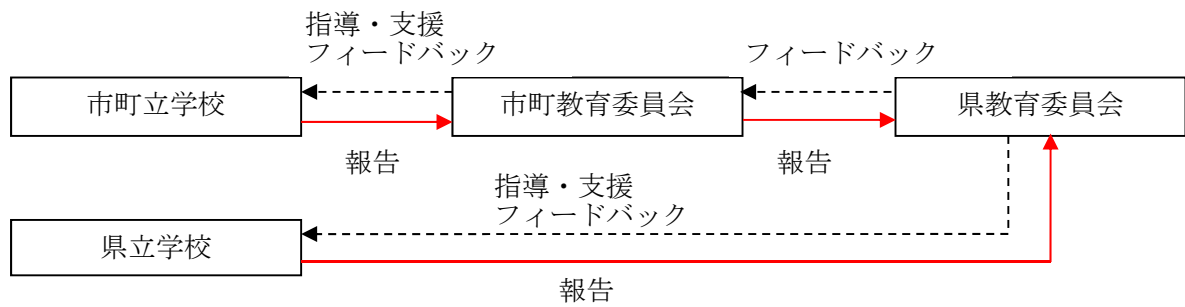 指導・支援
フィードバック
フィードバック
市町立学校
市町教育委員会
県教育委員会
報告
報告
指導・支援
フィードバック
県立学校
報告